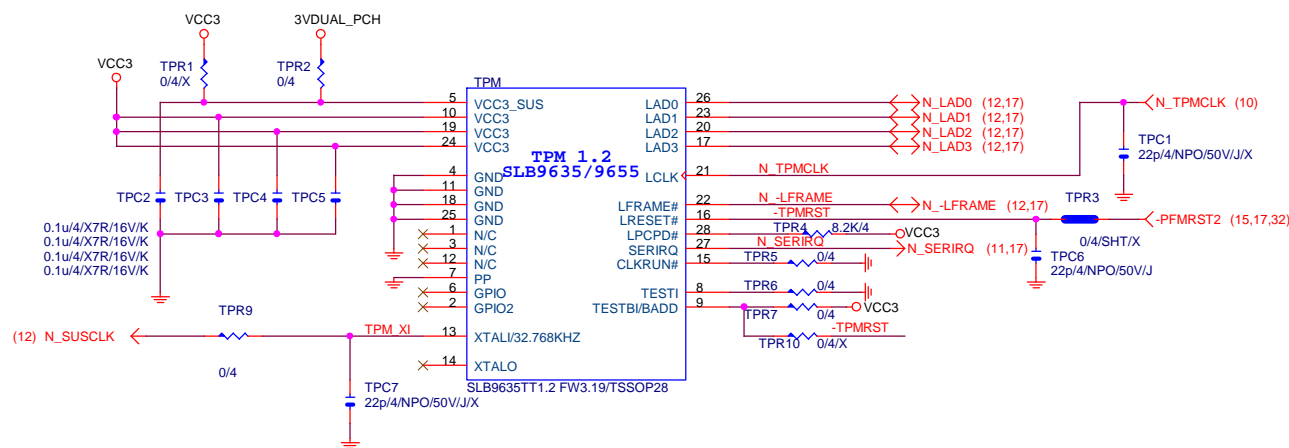 VCC3
3VDUAL_PCH
VCC3
TPR1
0/4/X
TPR2
0/4
TPM
5
VCC3_SUS
10
VCC3
19
VCC3
24
VCC3
4
GND
11
GND
18
GND
25
GND
1
N/C
3
N/C
12
N/C
7
PP
6
GPIO
2
GPIO2
13
XTALI/32.768KHZ
14
XTALO
TPM 1.2
SLB9635/9655
LAD0
26
N_LAD0 (12,17)
LAD1
23
N_LAD1 (12,17)
LAD2
20
N_LAD2 (12,17)
LAD3
17
N_LAD3 (12,17)
LCLK
21
N_TPMCLK
N_TPMCLK (10)
TPC1
22p/4/NPO/50V/J/X
LFRAME#
22
N_-LFRAME (12,17)
LRESET#
16
-TPMRST
TPR3
0/4/SHT/X
-PFMRST2 (15,17,32)
LPCPD#
28
TPR4
8.2K/4
VCC3
SERIRQ
27
N_SERIRQ
N_SERIRQ (11,17)
CLKRUN#
15
TPR5
0/4
TPC6
22p/4/NPO/50V/J
TESTI
8
TPR6
0/4
TESTBI/BADD
9
TPR7
0/4
VCC3
TPR10
0/4/X
-TPMRST
TPC2
TPC3
TPC4
TPC5
0.1u/4/X7R/16V/K
0.1u/4/X7R/16V/K
0.1u/4/X7R/16V/K
0.1u/4/X7R/16V/K
(12) N_SUSCLK
TPR9
0/4
TPM_XI
TPC7
22p/4/NPO/50V/J/X
SLB9635TT1.2 FW3.19/TSSOP28